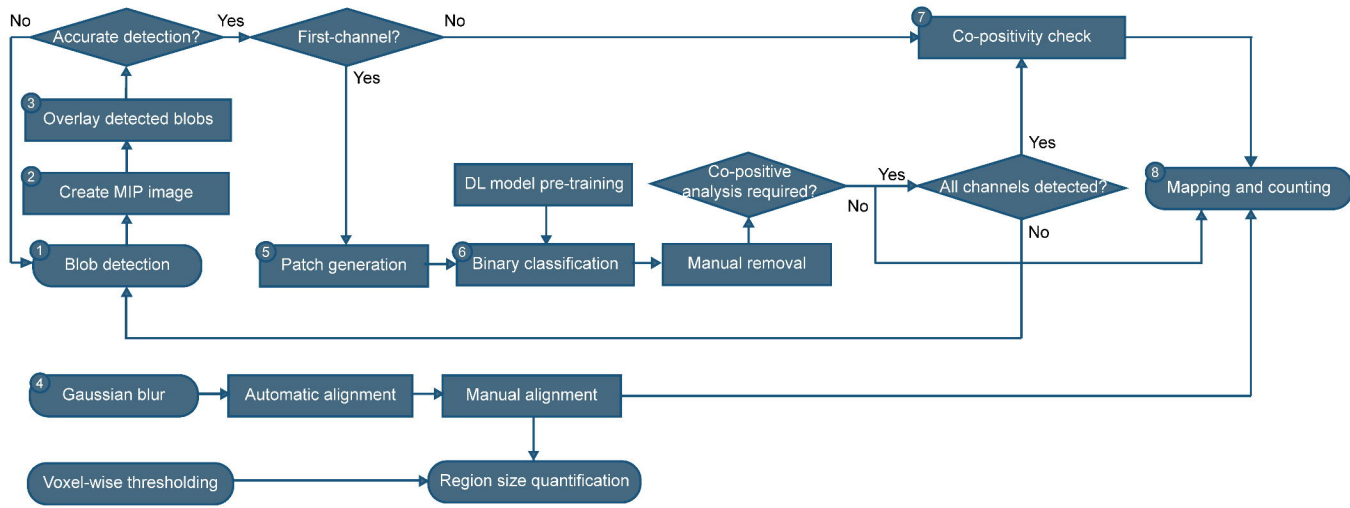 No
Accurate detection?
Yes
First-channel?
No
7
Co-positivity check
Yes
3
Overlay detected blobs
Yes
2
Create MIP image
DL model pre-training
Co-positive
analysis required?
Yes
No
All channels detected?
8
Mapping and counting
No
1
Blob detection
5
Patch generation
6
Binary classification
Manual removal
4
Gaussian blur
Automatic alignment
Manual alignment
Voxel-wise thresholding
Region size quantification